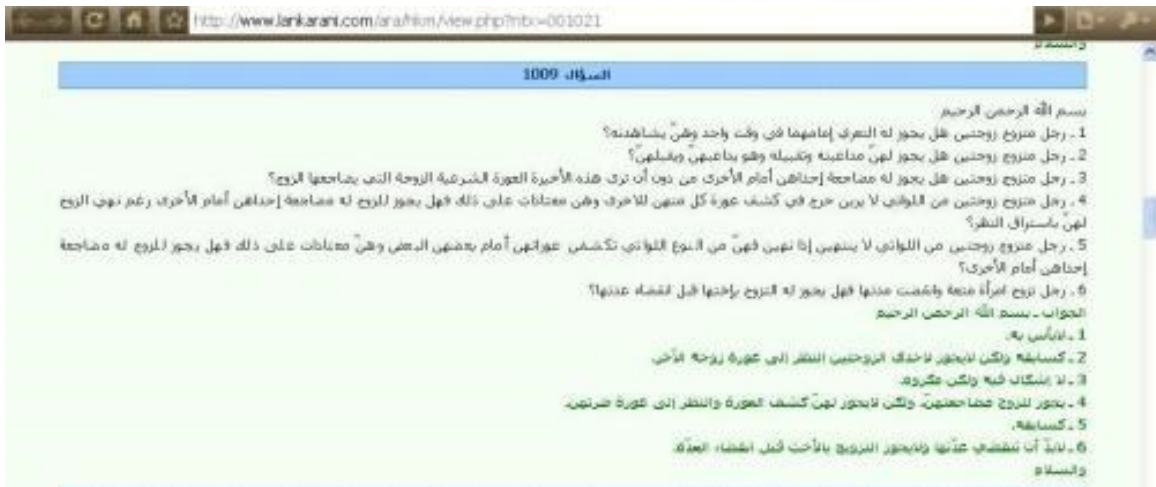 http://www.lankarani.com/ara/hkm/view.php?ntx=001021
والسلام
السؤال 1009
بسم الله الرحمن الرحيم
1 ـ رجل متزوج زوجتين هل يجوز له التعري إمامهما في وقت واحد وهنّ يشاهدنه؟
2 ـ رجل متزوج زوجتين هل يجوز لهنّ مداعبته وتقبيله وهو يداعبهنّ ويقبلهنّ؟
3 ـ رجل متزوج زوجتين هل يجوز له مضاجعة إحداهن أمام الأخرى من دون أن ترى هذه الأخيرة العورة الشرعية الزوجة التي يضاجعها الزوج؟
4 ـ رجل متزوج زوجتين من اللواتي لا يرين حرج في كشف عورة كل منهن للاخرى وهن معتادات على ذلك فهل يجوز للزوج له مضاجعة إحداهن أمام الأخرى رغم نهي الزوج
لهنّ باستراق النظر؟
5 ـ رجل متزوج زوجتين من اللواتي لا ينتهين إذا نهين فهنّ من النوع اللواتي تكشفن عوراتهن أمام بعضهن البعض وهنّ معتادات على ذلك فهل يجوز للزوج له مضاجعة
إحداهن أمام الأخرى؟
6 ـ رجل تزوج امرأة متعة وانقضت مدتها فهل يجوز له التزوج بإختها قبل انقضاء عدتها؟
الجواب ـ بسم الله الرحمن الرحيم
1 ـ لابأس به.
2 ـ كسابقه ولكن لايجوز لاحدى الزوجتين النظر إلى عورة زوجة الآخر.
3 ـ لا إشكال فيه ولكن مكروه.
4 ـ يجوز للزوج مضاجعتهنّ. ولكن لايجوز لهنّ كشف العورة والنظر إلى عورة ضرتهن.
5 ـ كسابقه.
6 ـ لابدّ أن تنقضي عدّتها ولايجوز التزويج بالأخت قبل انقضاء العدّة.
والسلام